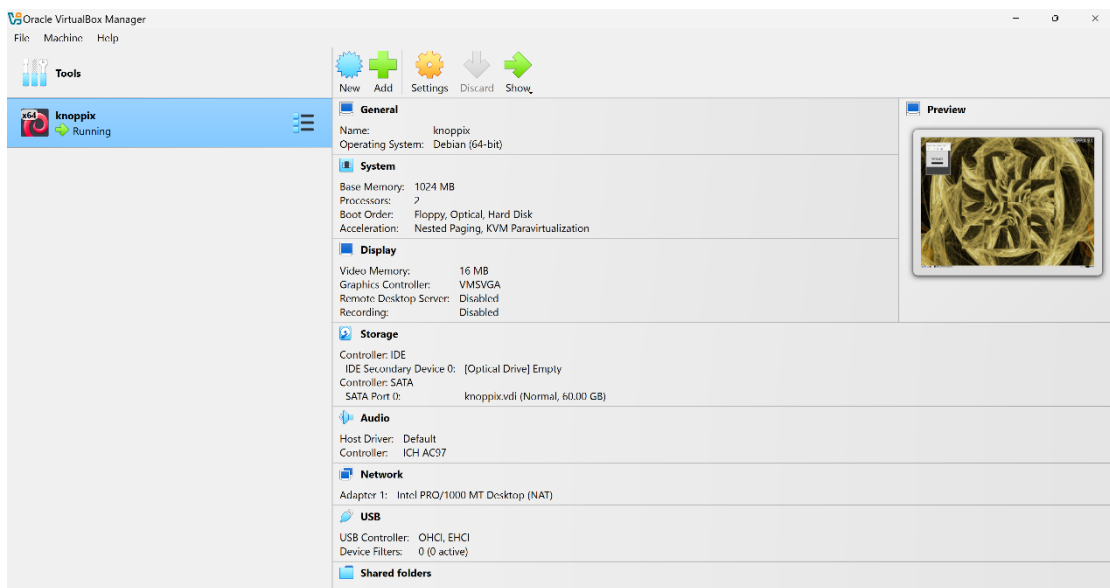 Oracle VirtualBox Manager
File Machine Help
Tools
New Add Settings Discard Show
x64 knoppix
Running
General
Name: knoppix
Operating System: Debian (64-bit)
System
Base Memory: 1024 MB
Processors: 2
Boot Order: Floppy, Optical, Hard Disk
Acceleration: Nested Paging, KVM Paravirtualization
Display
Video Memory: 16 MB
Graphics Controller: VMSVGA
Remote Desktop Server: Disabled
Recording: Disabled
Storage
Controller: IDE
IDE Secondary Device 0: [Optical Drive] Empty
Controller: SATA
SATA Port 0: knoppix.vdi (Normal, 60.00 GB)
Audio
Host Driver: Default
Controller: ICH AC97
Network
Adapter 1: Intel PRO/1000 MT Desktop (NAT)
USB
USB Controller: OHCI, EHCI
Device Filters: 0 (0 active)
Shared folders
Preview